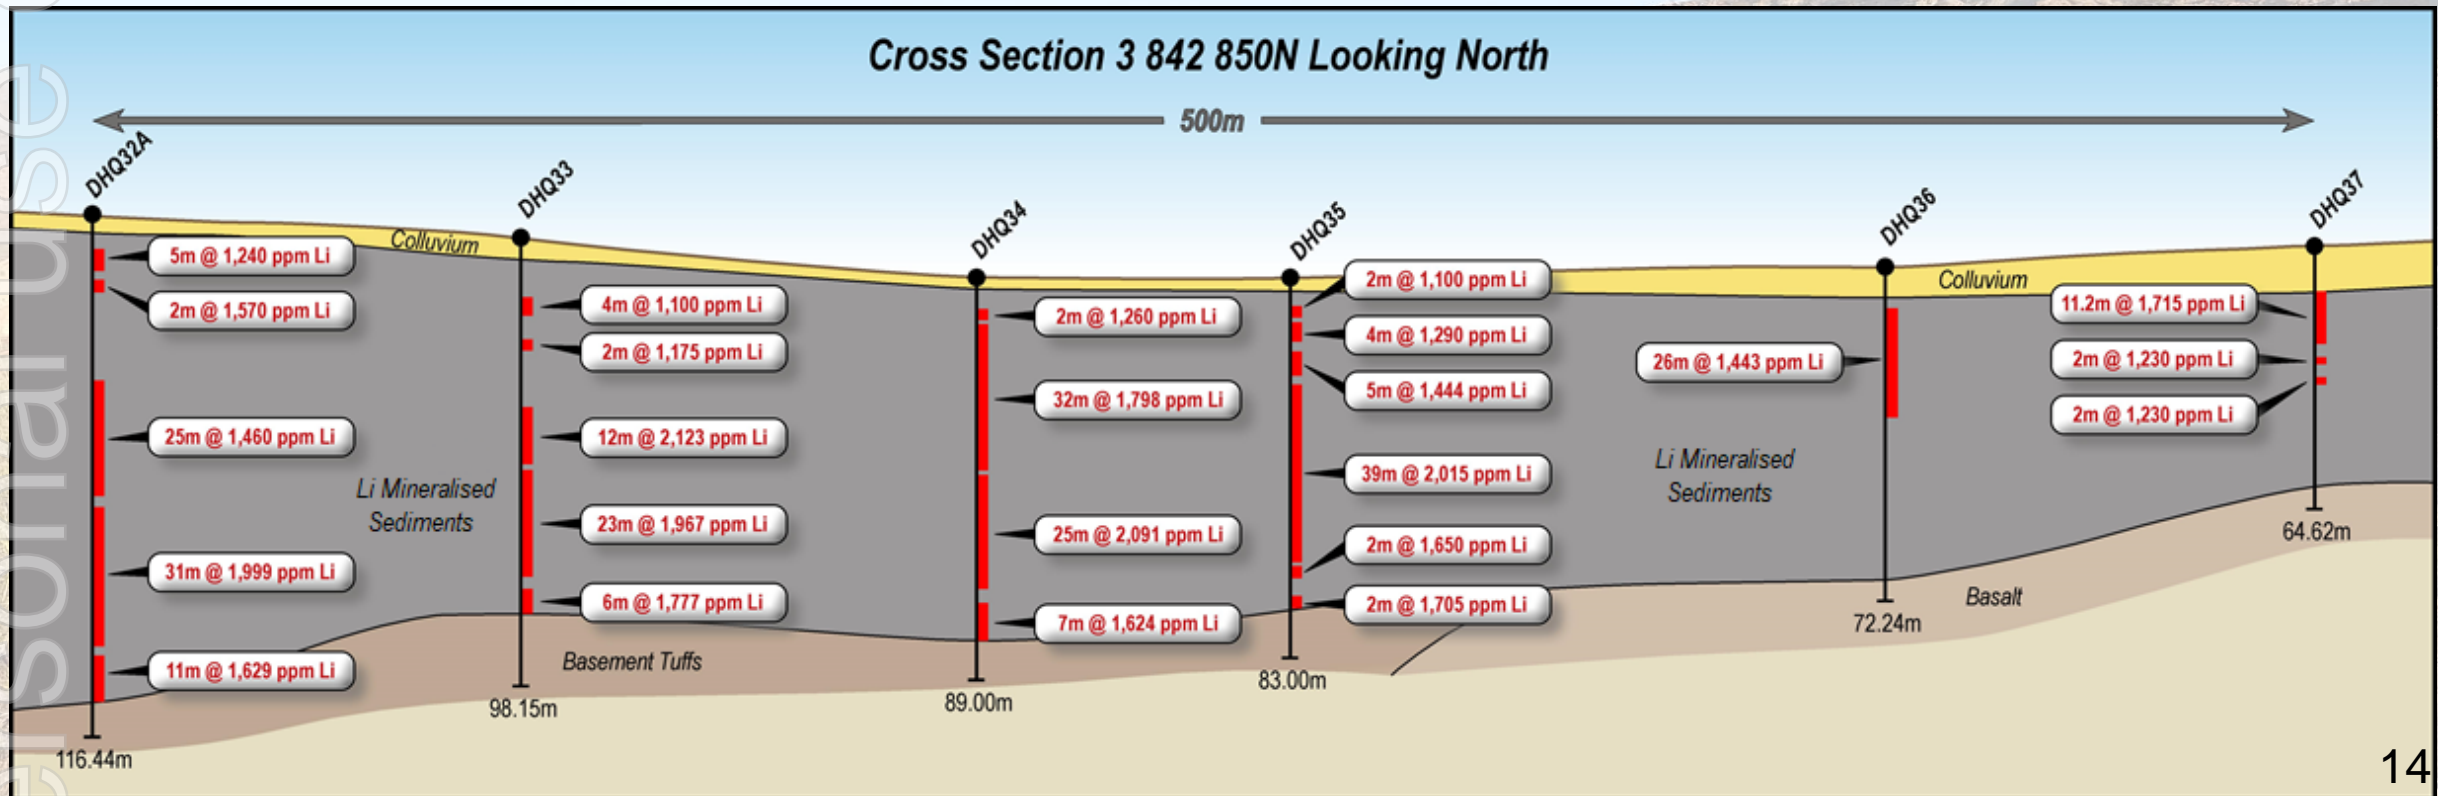 Cross Section 3 842 850N Looking North
500m
DHQ32A
DHQ33
DHQ34
DHQ35
DHQ36
DHQ37
Colluvium
Colluvium
5m @ 1,240 ppm Li
2m @ 1,570 ppm Li
25m @ 1,460 ppm Li
31m @ 1,999 ppm Li
11m @ 1,629 ppm Li
116.44m
Li Mineralised
Sediments
4m @ 1,100 ppm Li
2m @ 1,175 ppm Li
12m @ 2,123 ppm Li
23m @ 1,967 ppm Li
6m @ 1,777 ppm Li
Basement Tuffs
98.15m
2m @ 1,260 ppm Li
32m @ 1,798 ppm Li
25m @ 2,091 ppm Li
7m @ 1,624 ppm Li
89.00m
2m @ 1,100 ppm Li
4m @ 1,290 ppm Li
5m @ 1,444 ppm Li
39m @ 2,015 ppm Li
2m @ 1,650 ppm Li
2m @ 1,705 ppm Li
83.00m
26m @ 1,443 ppm Li
Li Mineralised
Sediments
72.24m
Basalt
11.2m @ 1,715 ppm Li
2m @ 1,230 ppm Li
2m @ 1,230 ppm Li
64.62m
ersonal use
14